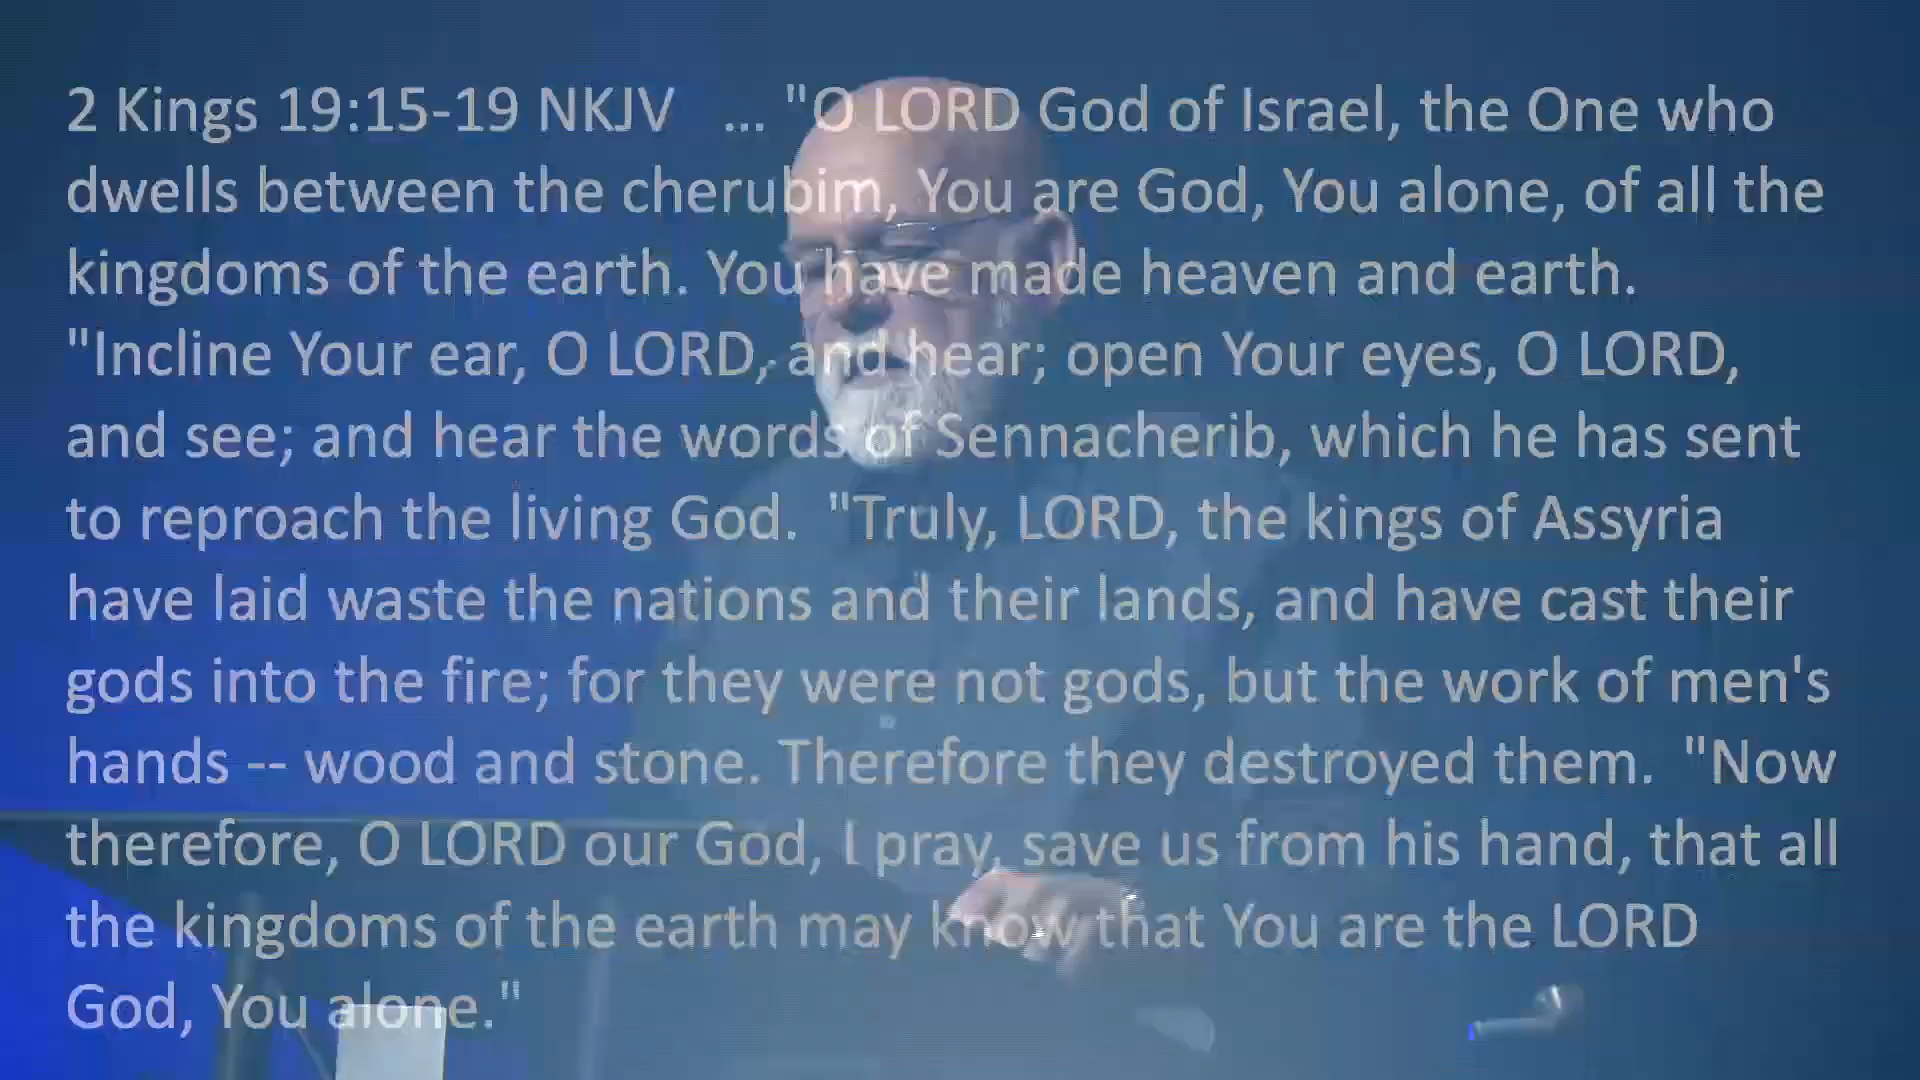 2 Kings 19:15-19 NKJV ... "O LORD God of Israel, the One who
dwells between the cherubim, You are God, You alone, of all the
kingdoms of the earth. You have made heaven and earth.
"Incline Your ear, O LORD, and hear; open Your eyes, O LORD,
and see; and hear the words of Sennacherib, which he has sent
to reproach the living God. "Truly, LORD, the kings of Assyria
have laid waste the nations and their lands, and have cast their
gods into the fire; for they were not gods, but the work of men's
hands -- wood and stone. Therefore they destroyed them. "Now
therefore, O LORD our God, I pray, save us from his hand, that all
the kingdoms of the earth may know that You are the LORD
God, You alone."